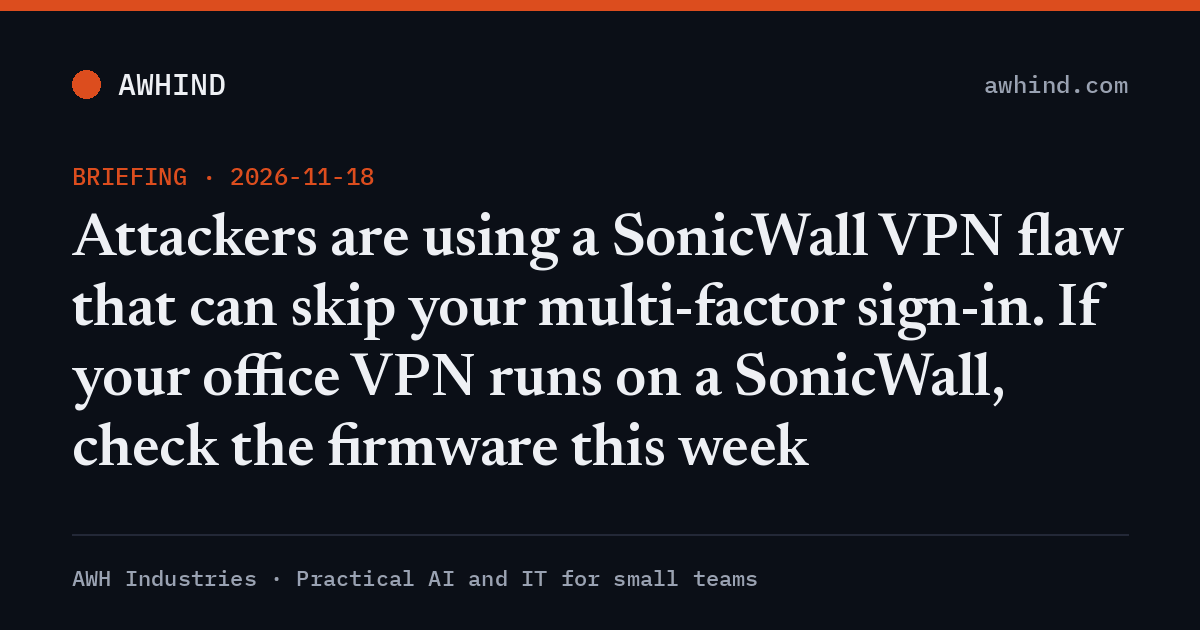 AWHIND
awhind.com
BRIEFING · 2026-11-18
Attackers are using a SonicWall VPN flaw
that can skip your multi-factor sign-in. If
your office VPN runs on a SonicWall,
check the firmware this week
AWH Industries · Practical AI and IT for small teams